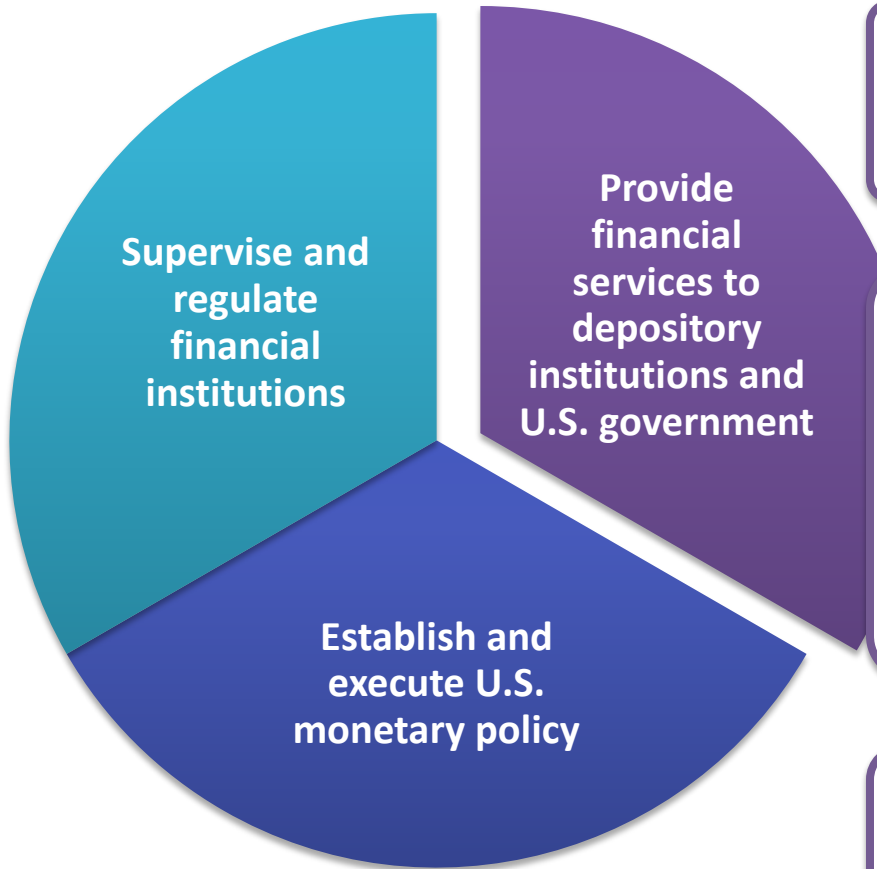 Supervise and
regulate
financial
institutions
Provide
financial
services to
depository
institutions and
U.S. government
Establish and
execute U.S.
monetary policy